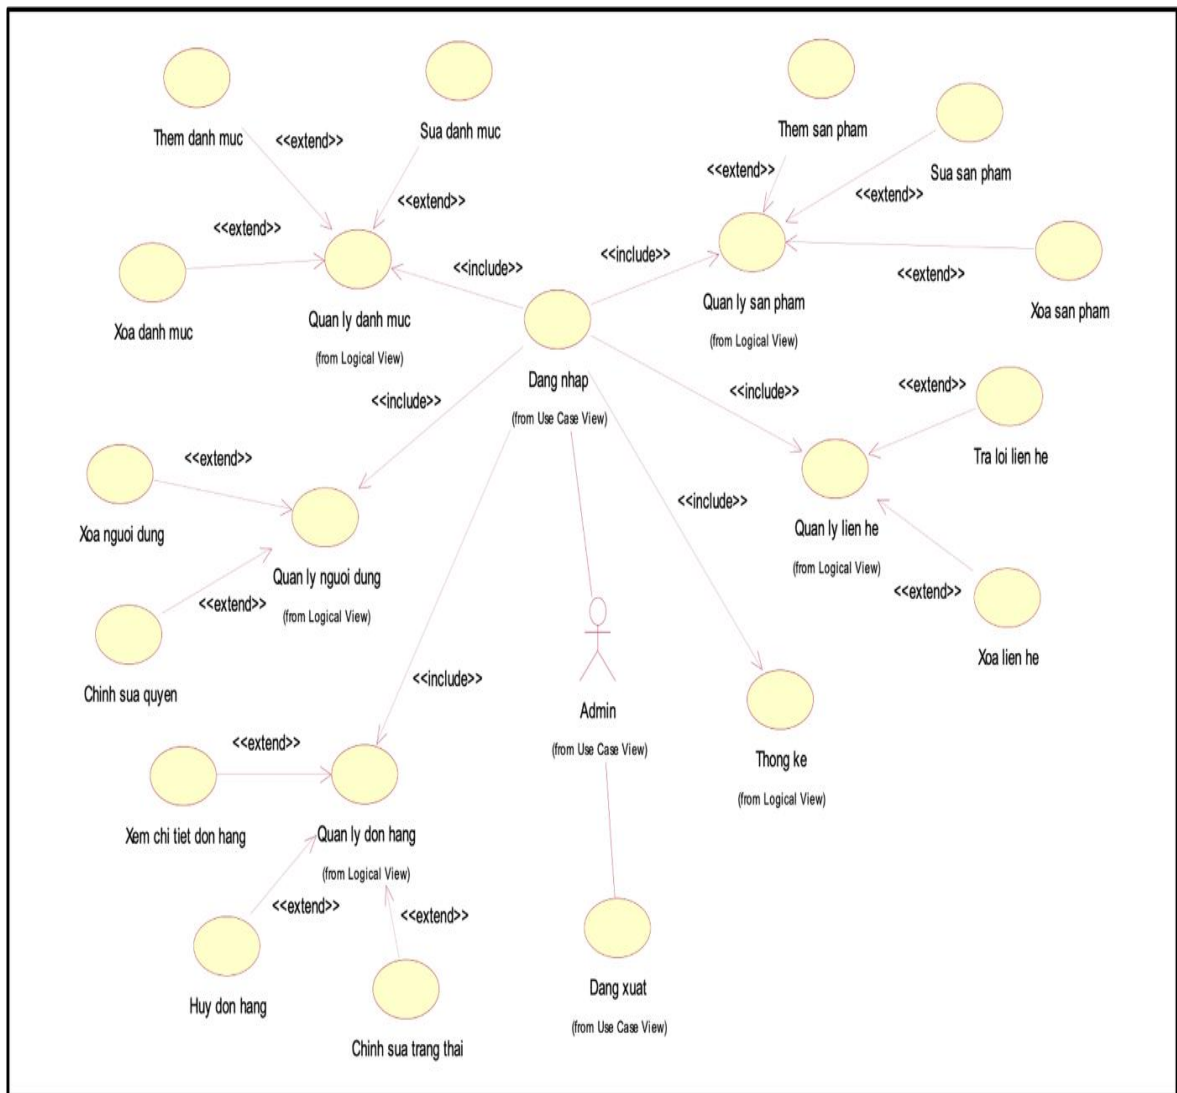 Them danh muc
<<extend>>
Sua danh muc
<<extend>>
<<extend>>
Xoa danh muc
Quan ly danh muc
(from Logical View)
<<include>>
Them san pham
<<extend>>
Sua san pham
<<extend>>
<<include>>
Quan ly san pham
(from Logical View)
<<extend>>
Xoa san pham
Dang nhap
(from Use Case View)
<<include>>
<<include>>
<<extend>>
Tra loi lien he
<<extend>>
Xoa nguoi dung
Quan ly nguoi dung
(from Logical View)
<<extend>>
Chinh sua quyen
<<include>>
Quan ly lien he
(from Logical View)
<<extend>>
Xoa lien he
<<include>>
Admin
(from Use Case View)
Thong ke
(from Logical View)
<<extend>>
Xem chi tiet don hang
Quan ly don hang
(from Logical View)
<<extend>>
<<extend>>
Huy don hang
Chinh sua trang thai
Dang xuat
(from Use Case View)